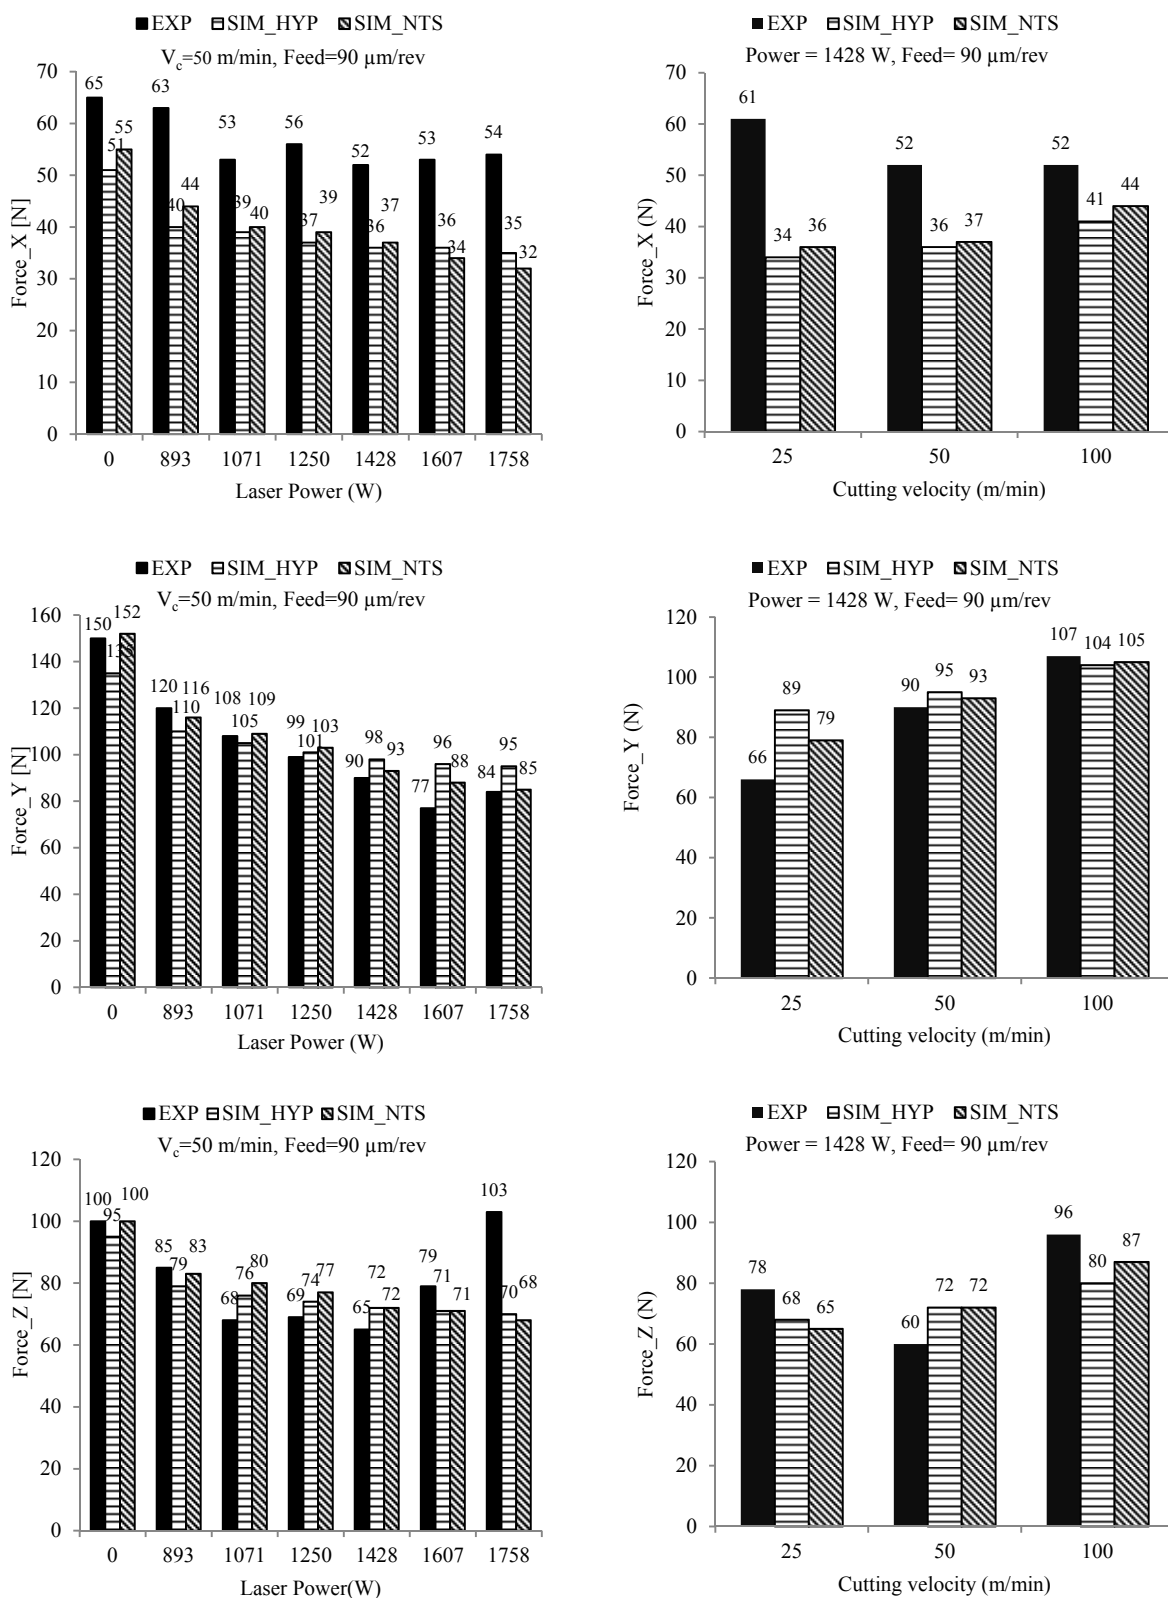 EXP SIM_HYP SIM_NTS
Vc=50 m/min, Feed=90 µm/rev
Force_X [N]
70
60
50
40
30
20
10
0
65 51 55
63 40 44
53 39 40
56 37 39
52 36 37
53 36 34
54 35 32
0 893 1071 1250 1428 1607 1758
Laser Power (W)
EXP SIM_HYP SIM_NTS
Power = 1428 W, Feed= 90 µm/rev
Force_X (N)
70
60
50
40
30
20
10
0
61 34 36
52 36 37
52 41 44
25 50 100
Cutting velocity (m/min)
EXP SIM_HYP SIM_NTS
Vc=50 m/min, Feed=90 µm/rev
Force_Y [N]
160
140
120
100
80
60
40
20
0
150 135 152
120 110 116
108 105 109
99 101 103
90 98 93
77 96 88
84 95 85
0 893 1071 1250 1428 1607 1758
Laser Power (W)
EXP SIM_HYP SIM_NTS
Power = 1428 W, Feed= 90 µm/rev
Force_Y (N)
120
100
80
60
40
20
0
66 89 79
90 95 93
107 104 105
25 50 100
Cutting velocity (m/min)
EXP SIM_HYP SIM_NTS
Vc=50 m/min, Feed=90 µm/rev
Force_Z [N]
120
100
80
60
40
20
0
100 95 100
85 79 83
68 76 80
69 74 77
65 72 72
79 71 71
103 70 68
0 893 1071 1250 1428 1607 1758
Laser Power(W)
EXP SIM_HYP SIM_NTS
Power = 1428 W, Feed= 90 µm/rev
Force_Z (N)
120
100
80
60
40
20
0
78 68 65
60 72 72
96 80 87
25 50 100
Cutting velocity (m/min)